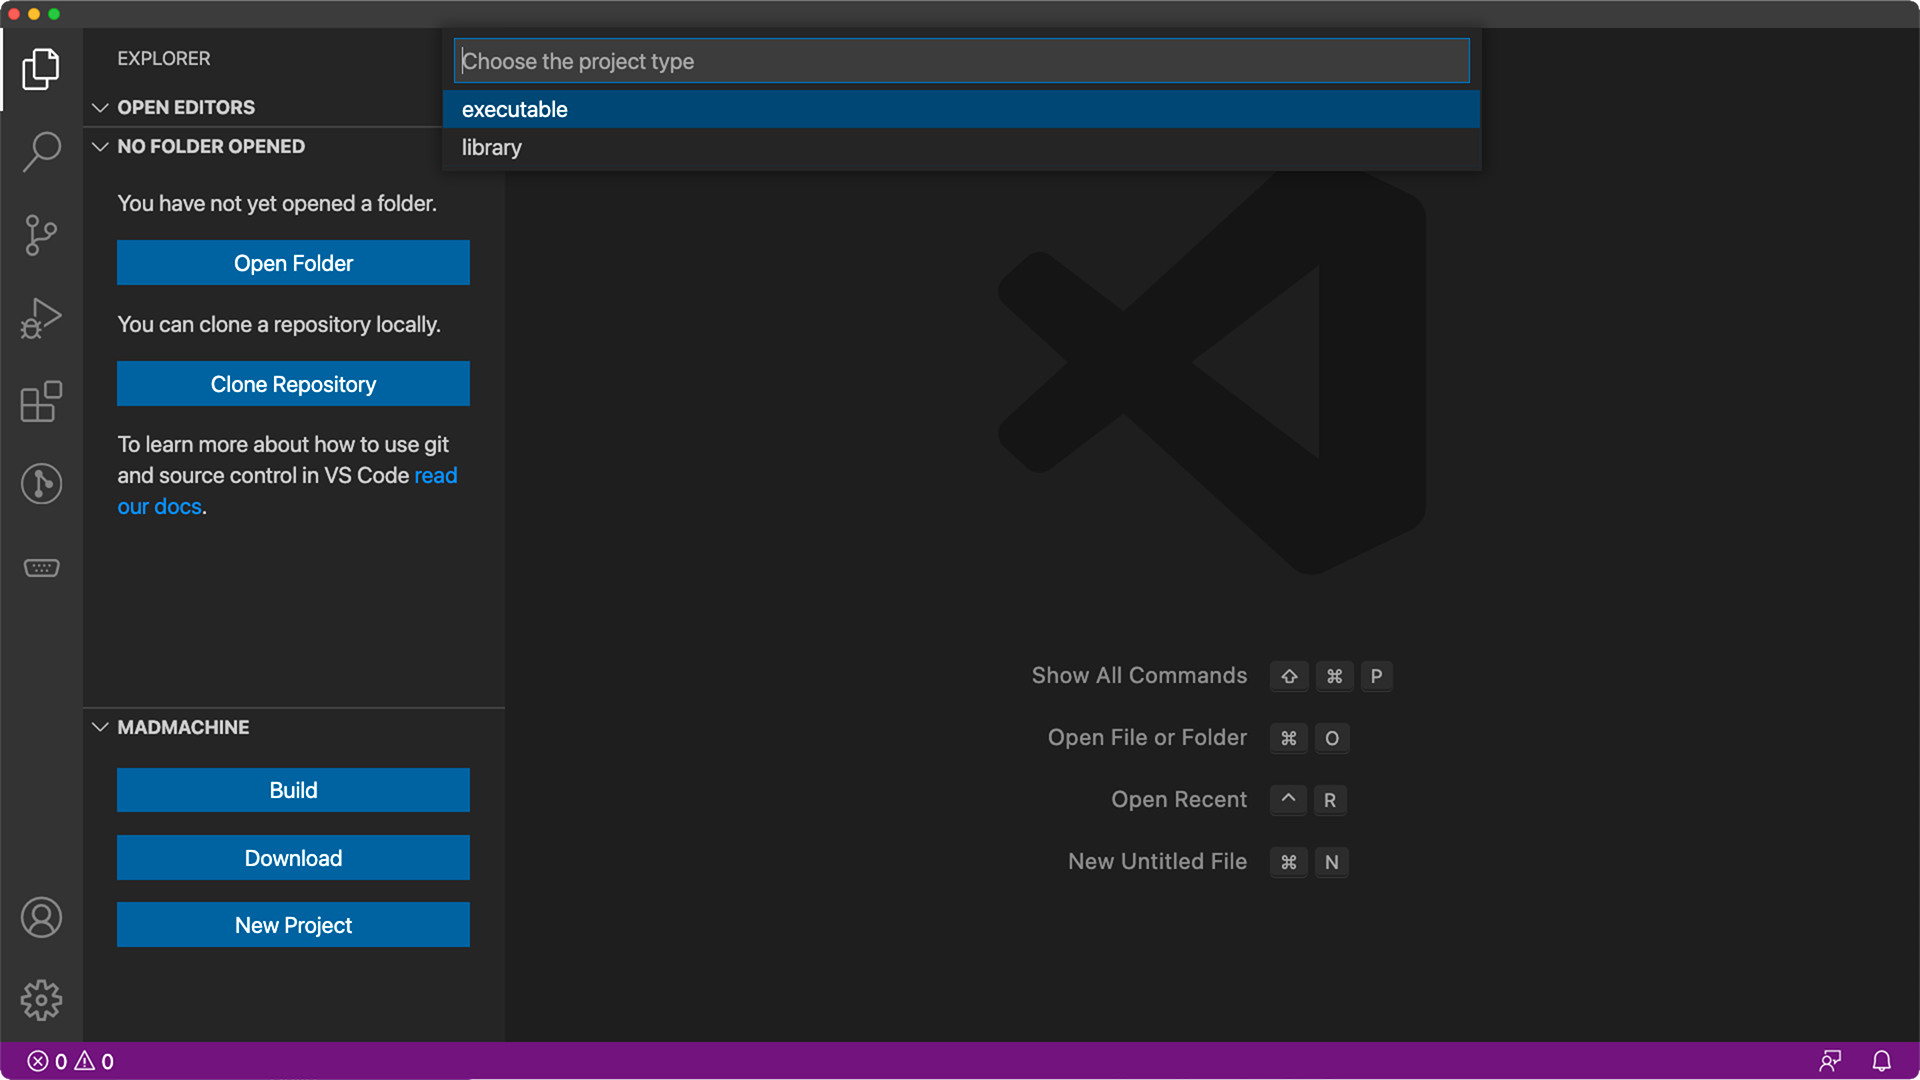 EXPLORER
OPEN EDITORS
NO FOLDER OPENED
You have not yet opened a folder.
Open Folder
You can clone a repository locally.
Clone Repository
To learn more about how to use git
and source control in VS Code read
our docs.
MADMACHINE
Build
Download
New Project
Choose the project type
executable
library
Show All Commands ⇧ ⌘ P
Open File or Folder ⌘ O
Open Recent ^ R
New Untitled File ⌘ N
0 0